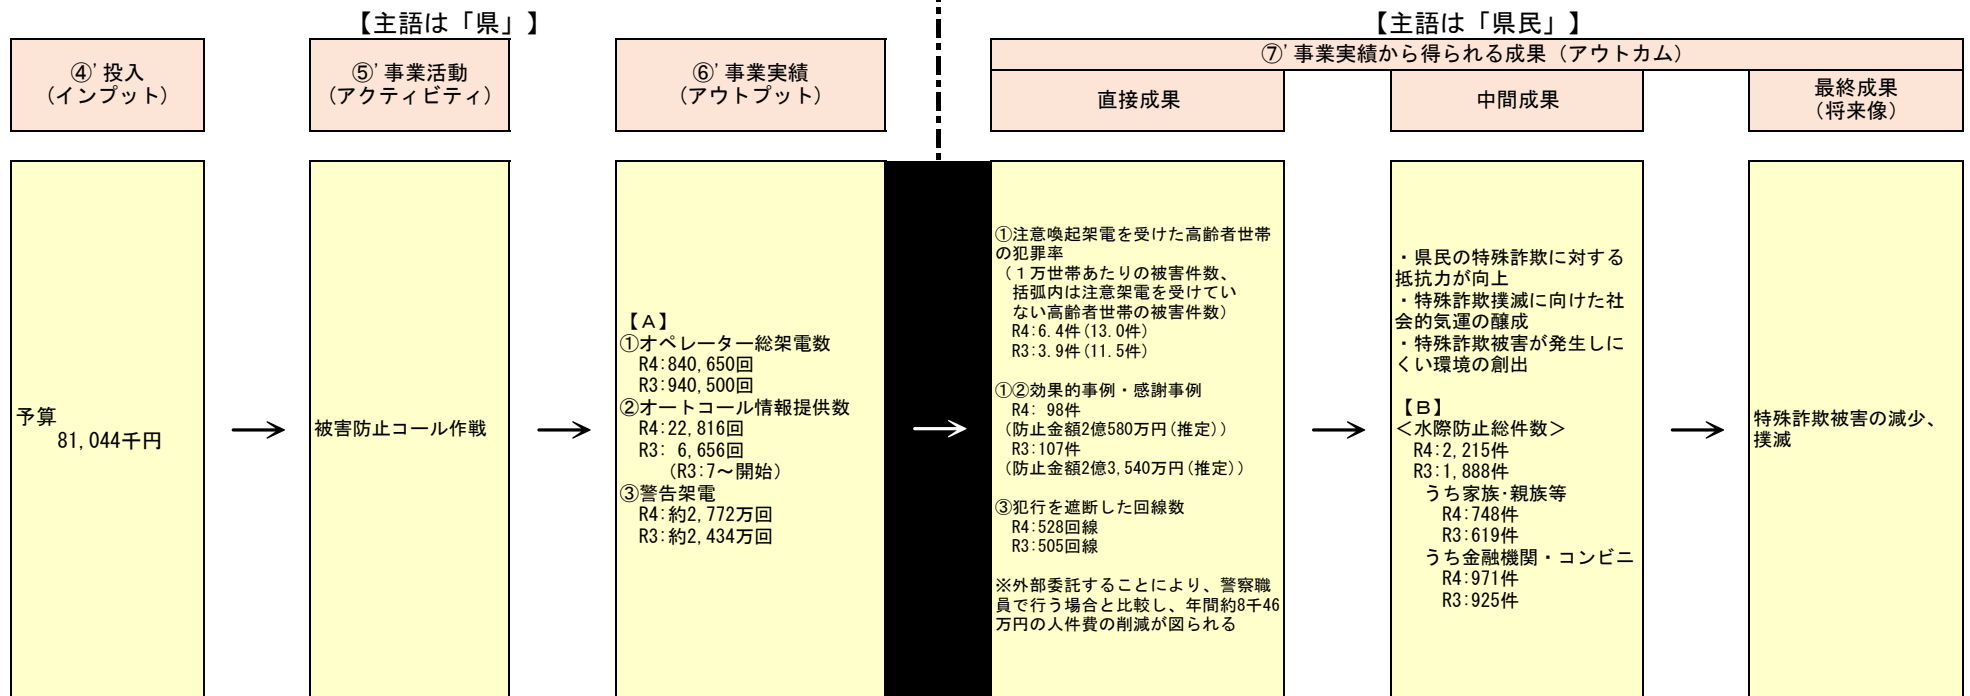 【主語は「県」】
【主語は「県民」】
④’投入
（インプット）
⑤’事業活動
（アクティビティ）
⑥’事業実績
（アウトプット）
⑦’事業実績から得られる成果（アウトカム）
直接成果
中間成果
最終成果
（将来像）
予算
81,044千円
→
被害防止コール作戦
→
【Ａ】
①オペレーター総架電数
R4:840,650回
R3:940,500回
②オートコール情報提供数
R4:22,816回
R3: 6,656回
（R3:7～開始）
③警告架電
R4:約2,772万回
R3:約2,434万回
→
①注意喚起架電を受けた高齢者世帯
の犯罪率
（１万世帯あたりの被害件数、
括弧内は注意架電を受けてい
ない高齢者世帯の被害件数）
R4:6.4件(13.0件)
R3:3.9件(11.5件)
①②効果的事例・感謝事例
R4: 98件
（防止金額2億580万円(推定)）
R3:107件
（防止金額2億3,540万円(推定)）
③犯行を遮断した回線数
R4:528回線
R3:505回線
※外部委託することにより、警察職
員で行う場合と比較し、年間約8千46
万円の人件費の削減が図られる
→
・県民の特殊詐欺に対する
抵抗力が向上
・特殊詐欺撲滅に向けた社
会的気運の醸成
・特殊詐欺被害が発生しに
くい環境の創出
【Ｂ】
＜水際防止総件数＞
R4:2,215件
R3:1,888件
うち家族･親族等
R4:748件
R3:619件
うち金融機関・コンビニ
R4:971件
R3:925件
→
特殊詐欺被害の減少、
撲滅